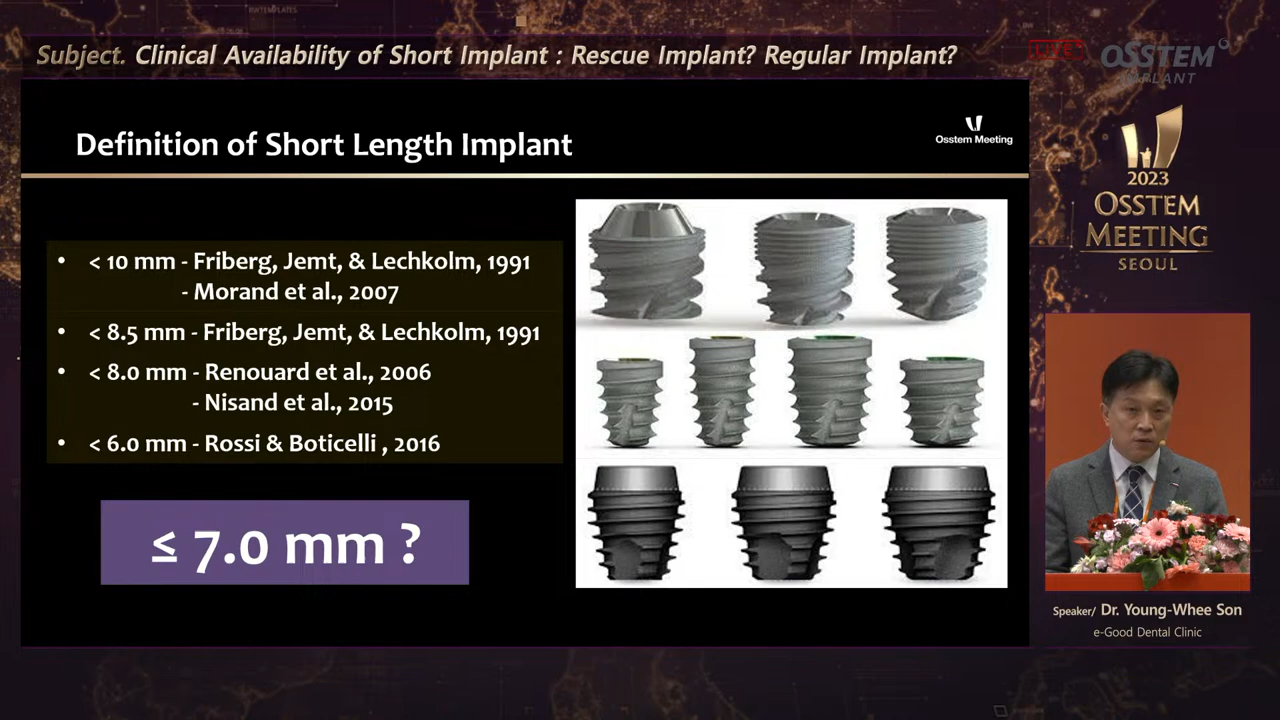 RWTEMPLATES
Subject. Clinical Availability of Short Implant : Rescue Implant? Regular Implant?
LIVE
OSSTEM
IMPLANT
Definition of Short Length Implant
Osstem Meeting
2023
OSSTEM
MEETING
SEOUL
• < 10 mm - Friberg, Jemt, & Lechkolm, 1991
- Morand et al., 2007
• < 8.5 mm - Friberg, Jemt, & Lechkolm, 1991
• < 8.0 mm - Renouard et al., 2006
- Nisand et al., 2015
• < 6.0 mm - Rossi & Boticelli , 2016
≤ 7.0 mm ?
Speaker/ Dr. Young-Whee Son
e-Good Dental Clinic